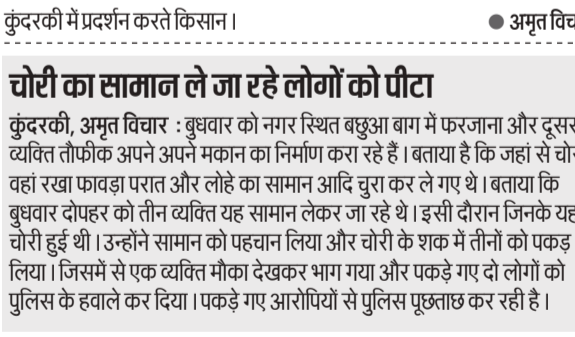 कुंदरकी में प्रदर्शन करते किसान।
● अमृत विच
चोरी का सामान ले जा रहे लोगों को पीटा
कुंदरकी, अमृत विचार : बुधवार को नगर स्थित बछुआ बाग में फरजाना और दूसर
व्यक्ति तौफीक अपने अपने मकान का निर्माण करा रहे हैं। बताया है कि जहां से चो
वहां रखा फावड़ा परात और लोहे का सामान आदि चुरा कर ले गए थे। बताया कि
बुधवार दोपहर को तीन व्यक्ति यह सामान लेकर जा रहे थे। इसी दौरान जिनके यह
चोरी हुई थी। उन्होंने सामान को पहचान लिया और चोरी के शक में तीनों को पकड़
लिया। जिसमें से एक व्यक्ति मौका देखकर भाग गया और पकड़े गए दो लोगों को
पुलिस के हवाले कर दिया। पकड़े गए आरोपियों से पुलिस पूछताछ कर रही है।